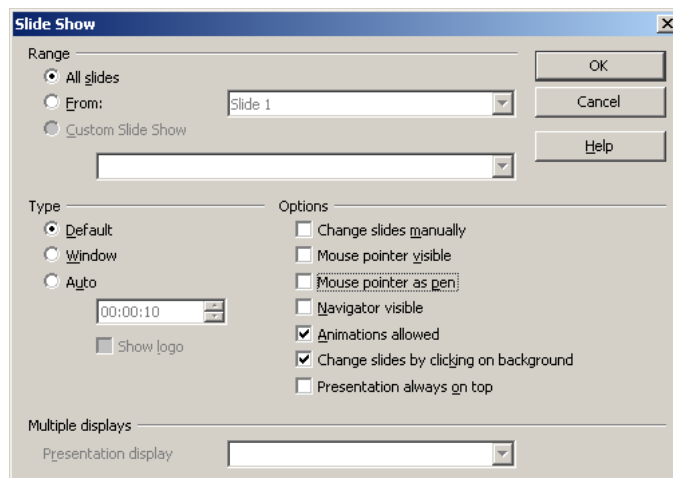 Slide Show
Range
All slides
From:
Slide 1
Custom Slide Show
OK
Cancel
Help
Type
Default
Window
Auto
00:00:10
Show logo
Options
Change slides manually
Mouse pointer visible
Mouse pointer as pen
Navigator visible
Animations allowed
Change slides by clicking on background
Presentation always on top
Multiple displays
Presentation display